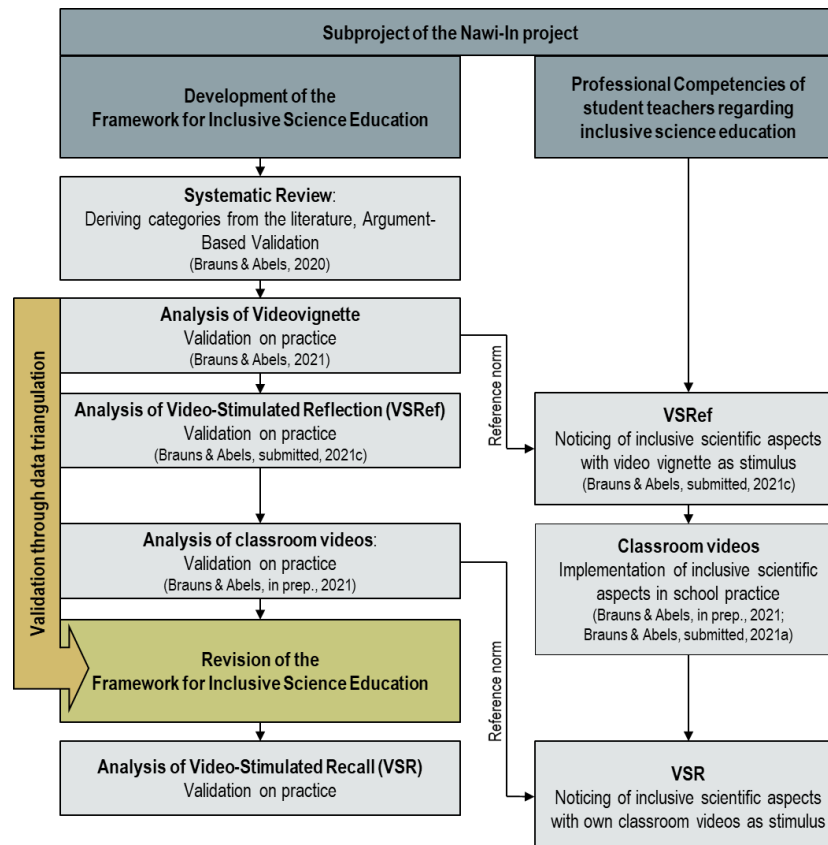 Subproject of the Nawi-In project
Development of the
Framework for Inclusive Science Education
Professional Competencies of
student teachers regarding
inclusive science education
Systematic Review:
Deriving categories from the literature, Argument-
Based Validation
(Brauns & Abels, 2020)
Validation through data triangulation
Analysis of Videovignette
Validation on practice
(Brauns & Abels, 2021)
Reference norm
Analysis of Video-Stimulated Reflection (VSRef)
Validation on practice
(Brauns & Abels, submitted, 2021c)
VSRef
Noticing of inclusive scientific aspects
with video vignette as stimulus
(Brauns & Abels, submitted, 2021c)
Analysis of classroom videos:
Validation on practice
(Brauns & Abels, in prep., 2021)
Classroom videos
Implementation of inclusive scientific
aspects in school practice
(Brauns & Abels, in prep., 2021;
Brauns & Abels, submitted, 2021a)
Revision of the
Framework for Inclusive Science Education
Reference norm
Analysis of Video-Stimulated Recall (VSR)
Validation on practice
VSR
Noticing of inclusive scientific aspects
with own classroom videos as stimulus